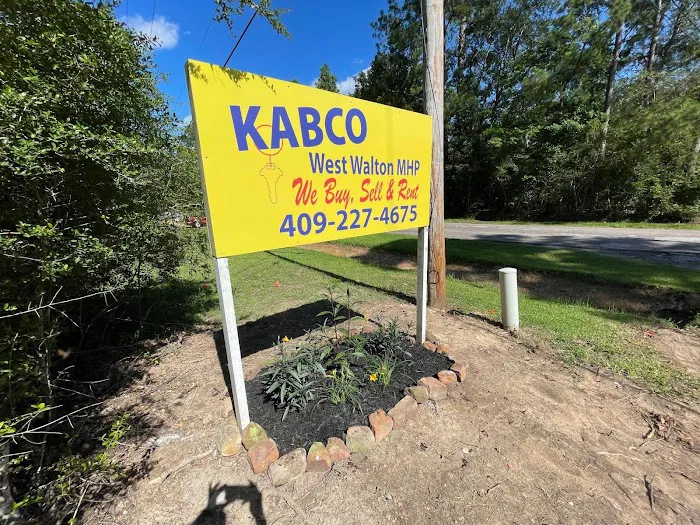 KABCO
West Walton MHP
We Buy, Sell & Rent
409-227-4675